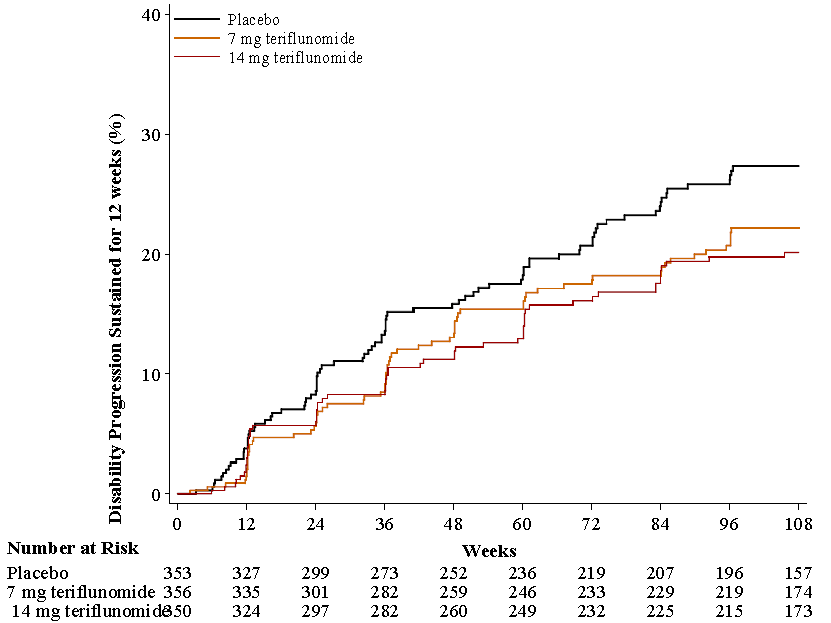 Placebo
7 mg teriflunomide
14 mg teriflunomide
40
30
20
10
0
Disability Progression Sustained for 12 weeks (%)
0 12 24 36 48 60 72 84 96 108
Number at Risk
Weeks
Placebo 353 327 299 273 252 236 219 207 196 157
7 mg teriflunomide 356 335 301 282 259 246 233 229 219 174
14 mg teriflunomide 350 324 297 282 260 249 232 225 215 173